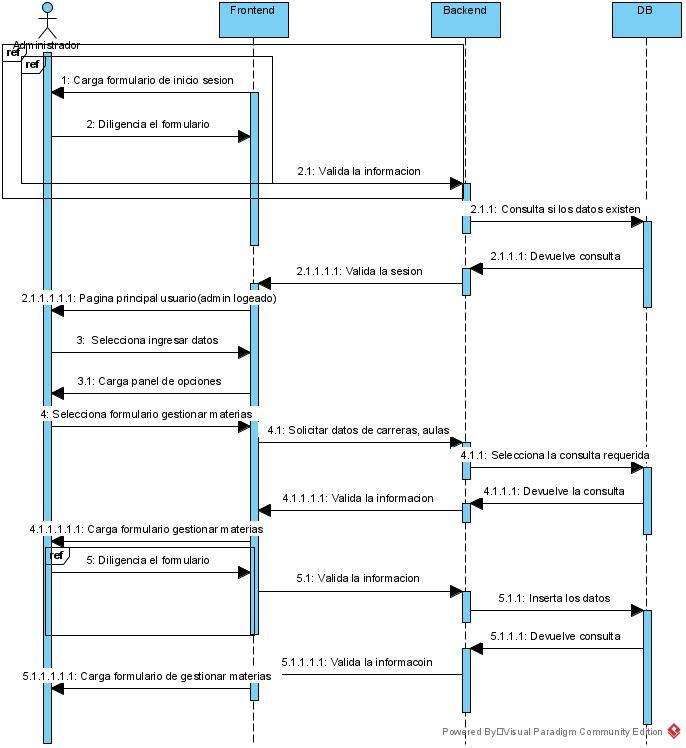 Frontend
Backend
DB
Administrador
ref
ref
1: Carga formulario de inicio sesion
2: Diligencia el formulario
2.1: Valida la informacion
2.1.1: Consulta si los datos existen
2.1.1.1: Devuelve consulta
2.1.1.1.1: Valida la sesion
2.1.1.1.1.1: Pagina principal usuario(admin logeado)
3:  Selecciona ingresar datos
3.1: Carga panel de opciones
4: Selecciona formulario gestionar materias
4.1: Solicitar datos de carreras, aulas
4.1.1: Selecciona la consulta requerida
4.1.1.1: Devuelve la consulta
4.1.1.1.1: Valida la informacion
4.1.1.1.1.1: Carga formulario gestionar materias
ref
5: Diligencia el formulario
5.1: Valida la informacion
5.1.1: Inserta los datos
5.1.1.1: Devuelve consulta
5.1.1.1.1: Valida la informacoin
5.1.1.1.1.1: Carga formulario de gestionar materias
Powered By Visual Paradigm Community Edition